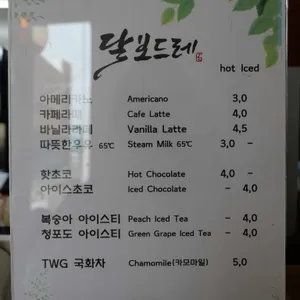 달보드레
hot Iced
아메리카노 Americano 3,0
카페라떼 Cafe Latte 4,0
바닐라라떼 Vanilla Latte 4,5
따뜻한우유 65℃ Steam Milk 65℃ 3,0 -
핫초코 Hot Chocolate 4,0 -
아이스초코 Iced Chocolate - 4,0
복숭아 아이스티 Peach Iced Tea - 4,0
청포도 아이스티 Green Grape Iced Tea - 4,0
TWG 국화차 Chamomile(카모마일) 5,0